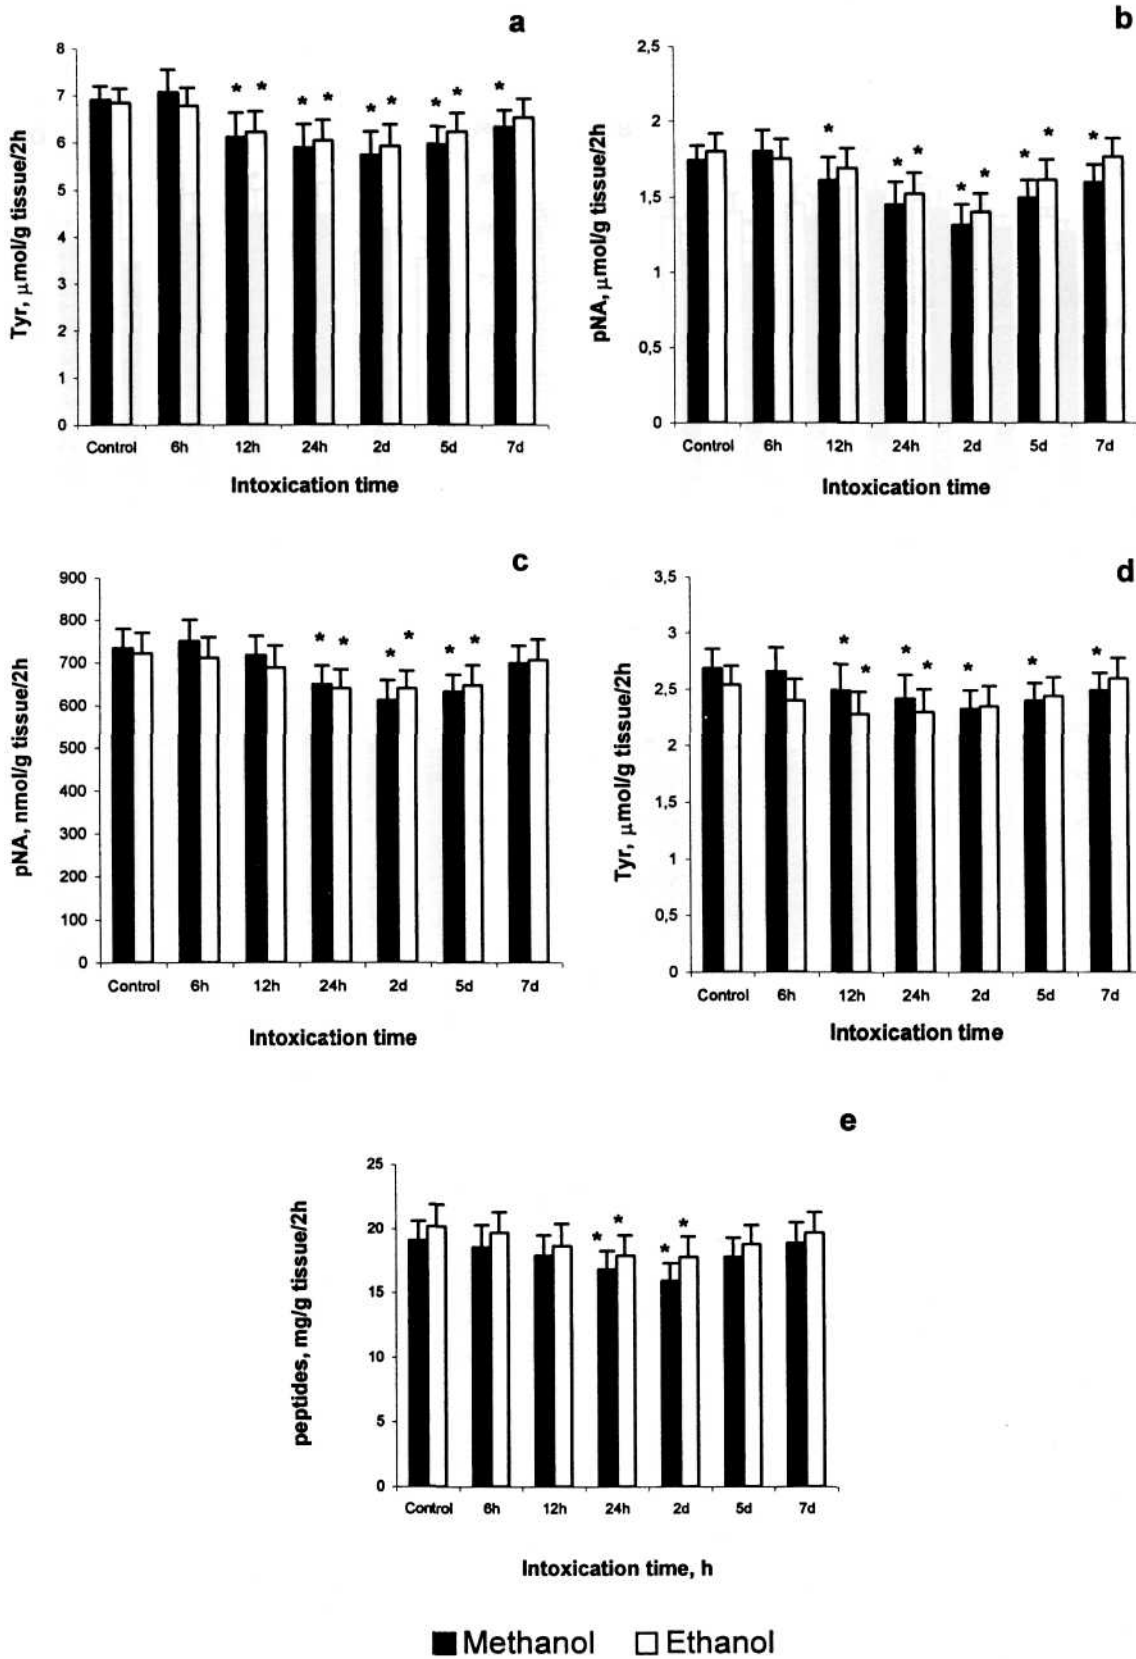 a
8
7
6
5
4
3
2
1
0
Tyr, μmol/g tissue/2h
* * * * * * * * *
Control 6h 12h 24h 2d 5d 7d
Intoxication time
b
2,5
2
1,5
1
0,5
0
pNA, μmol/g tissue/2h
* * * * * * * *
Control 6h 12h 24h 2d 5d 7d
Intoxication time
c
900
800
700
600
500
400
300
200
100
0
pNA, nmol/g tissue/2h
* * * * * *
Control 6h 12h 24h 2d 5d 7d
Intoxication time
d
3,5
3
2,5
2
1,5
1
0,5
0
Tyr, μmol/g tissue/2h
* * * * * * *
Control 6h 12h 24h 2d 5d 7d
Intoxication time
e
25
20
15
10
5
0
peptides, mg/g tissue/2h
* * * *
Control 6h 12h 24h 2d 5d 7d
Intoxication time, h
Methanol Ethanol